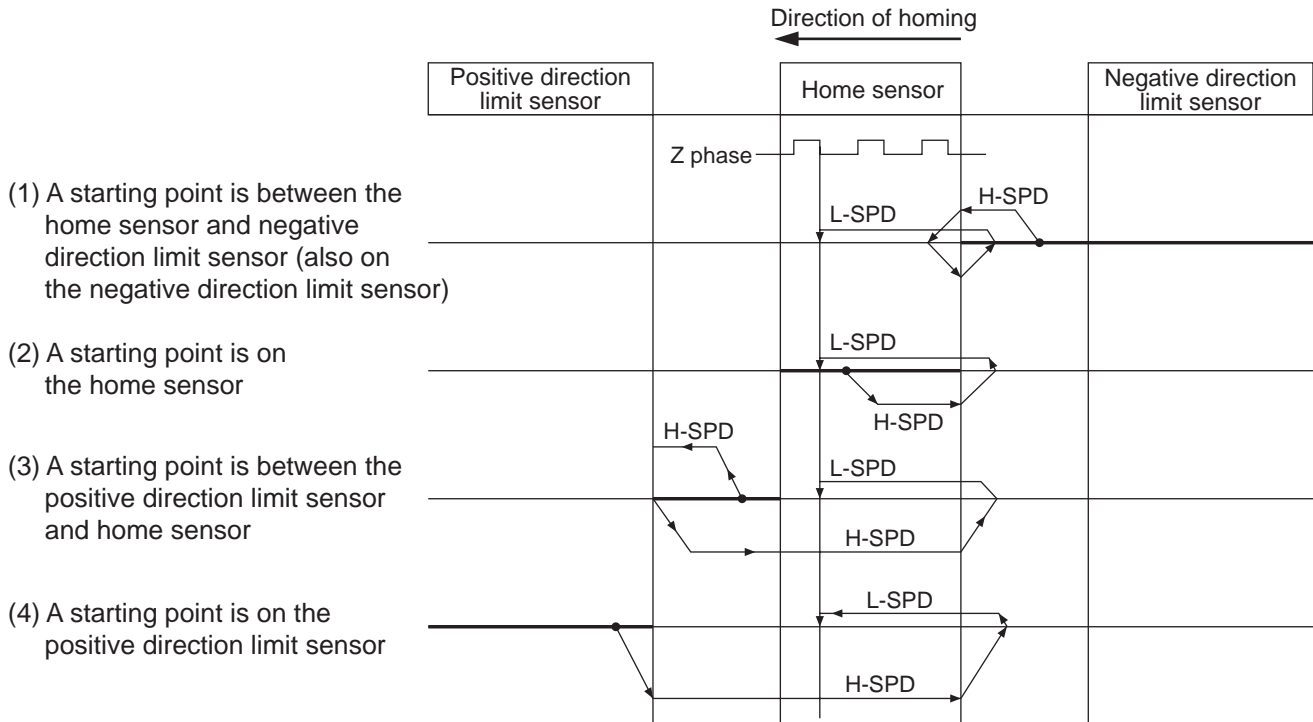 Direction of homing
Positive direction
limit sensor
Home sensor
Negative direction
limit sensor
Z phase
(1) A starting point is between the
home sensor and negative
direction limit sensor (also on
the negative direction limit sensor)
H-SPD
L-SPD
(2) A starting point is on
the home sensor
L-SPD
H-SPD
(3) A starting point is between the
positive direction limit sensor
and home sensor
H-SPD
L-SPD
H-SPD
(4) A starting point is on the
positive direction limit sensor
L-SPD
H-SPD